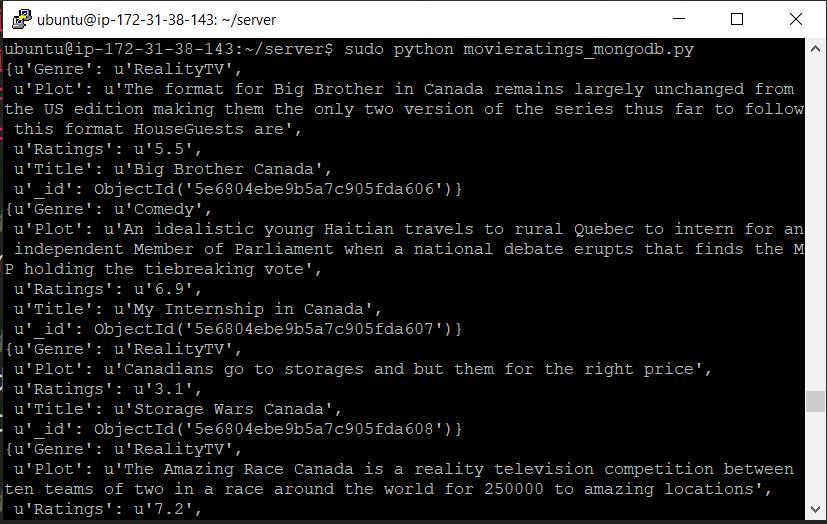 ubuntu@ip-172-31-38-143: ~/server
ubuntu@ip-172-31-38-143:~/server$ sudo python movieratings_mongodb.py
{u'Genre': u'RealityTV',
 u'Plot': u'The format for Big Brother in Canada remains largely unchanged from
the US edition making them the only two version of the series thus far to follow
 this format HouseGuests are',
 u'Ratings': u'5.5',
 u'Title': u'Big Brother Canada',
 u'_id': ObjectId('5e6804ebe9b5a7c905fda606')}
{u'Genre': u'Comedy',
 u'Plot': u'An idealistic young Haitian travels to rural Quebec to intern for an
 independent Member of Parliament when a national debate erupts that finds the M
P holding the tiebreaking vote',
 u'Ratings': u'6.9',
 u'Title': u'My Internship in Canada',
 u'_id': ObjectId('5e6804ebe9b5a7c905fda607')}
{u'Genre': u'RealityTV',
 u'Plot': u'Canadians go to storages and but them for the right price',
 u'Ratings': u'3.1',
 u'Title': u'Storage Wars Canada',
 u'_id': ObjectId('5e6804ebe9b5a7c905fda608')}
{u'Genre': u'RealityTV',
 u'Plot': u'The Amazing Race Canada is a reality television competition between
ten teams of two in a race around the world for 250000 to amazing locations',
 u'Ratings': u'7.2',